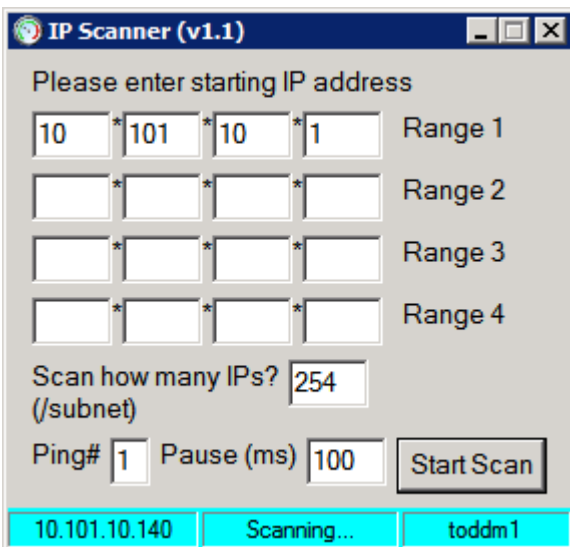 IP Scanner (v1.1)
Please enter starting IP address
10 * 101 * 10 * 1 Range 1
* * * Range 2
* * * Range 3
* * * Range 4
Scan how many IPs? 254
(/subnet)
Ping# 1 Pause (ms) 100 Start Scan
10.101.10.140 Scanning... toddm1